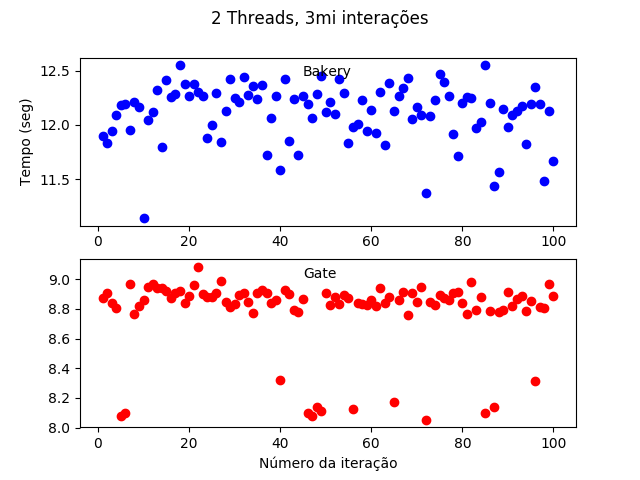 2 Threads, 3mi interações
Bakery
12.5
12.0
11.5
Tempo (seg)
0 20 40 60 80 100
Gate
9.0
8.8
8.6
8.4
8.2
8.0
0 20 40 60 80 100
Número da iteração